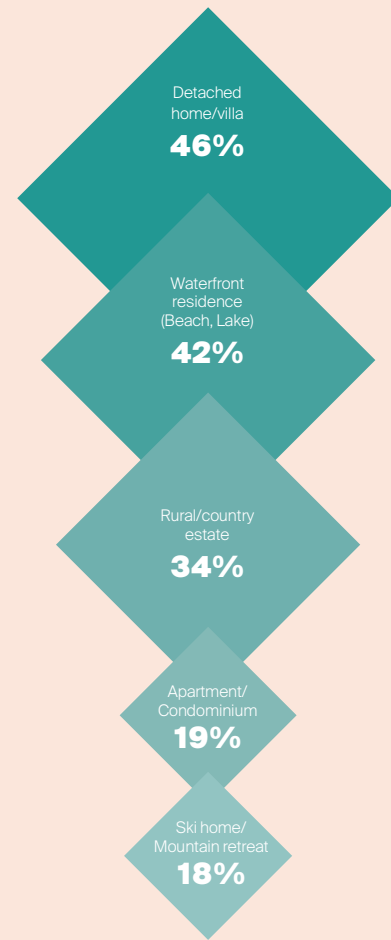 Detached
home/villa
46%
Waterfront
residence
(Beach, Lake)
42%
Rural/country
estate
34%
Apartment/
Condominium
19%
Ski home/
Mountain retreat
18%